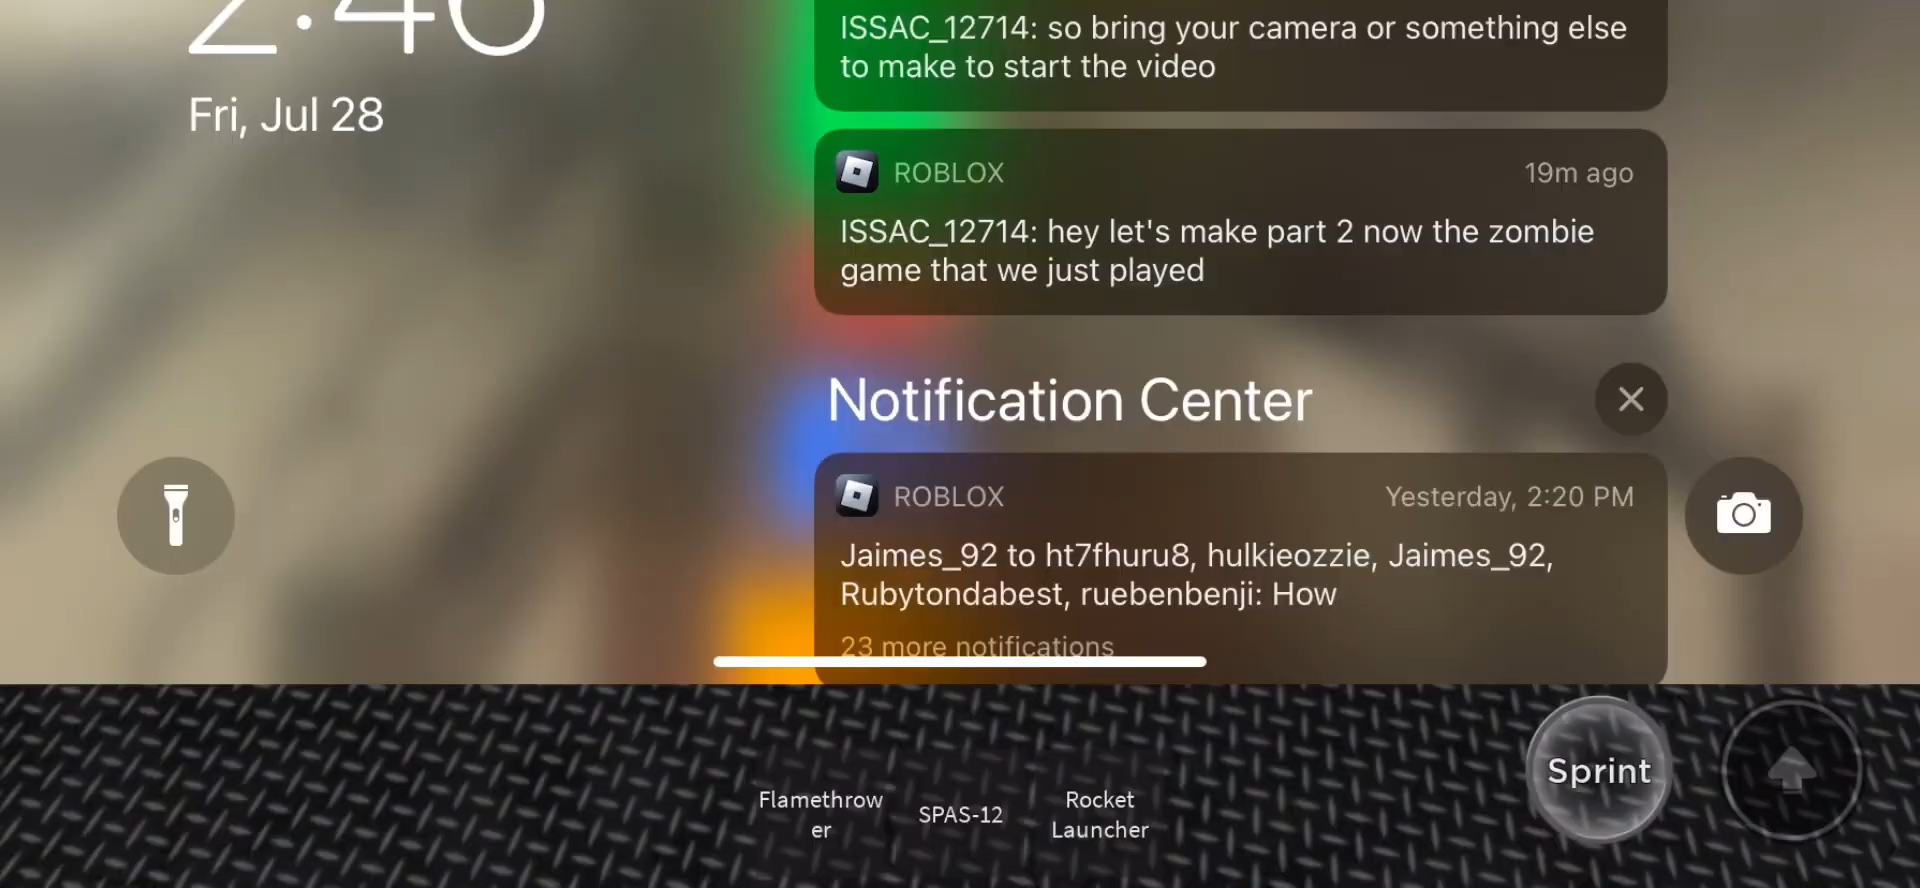 2:46
Fri, Jul 28
ISSAC_12714: so bring your camera or something else
to make to start the video
ROBLOX
19m ago
ISSAC_12714: hey let's make part 2 now the zombie
game that we just played
Notification Center
ROBLOX
Yesterday, 2:20 PM
Jaimes_92 to ht7fhuru8, hulkieozzie, Jaimes_92,
Rubytondabest, ruebenbenji: How
23 more notifications
Flamethrow
er
SPAS-12
Rocket
Launcher
Sprint